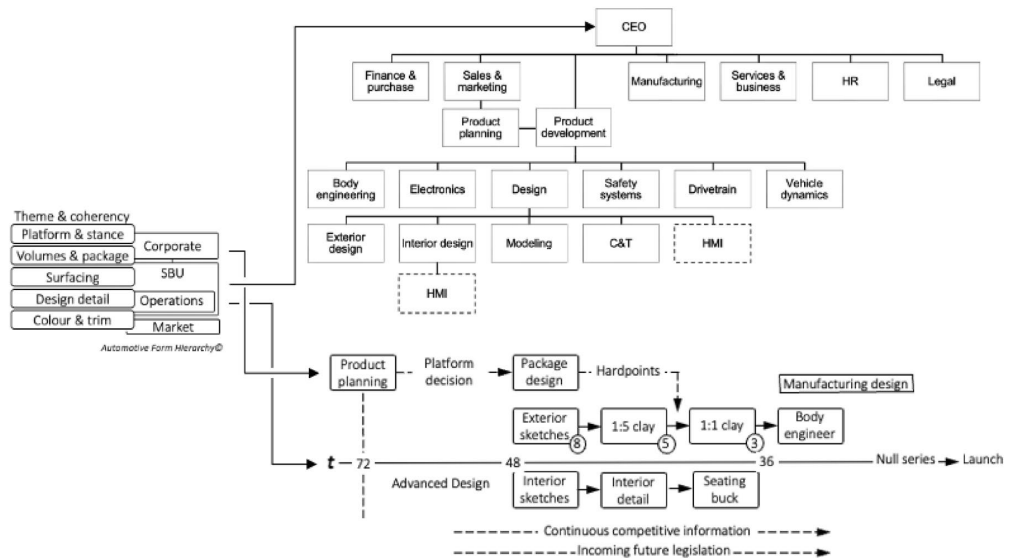 CEO
Finance &
purchase
Sales &
marketing
Manufacturing
Services &
business
HR
Legal
Product
planning
Product
development
Body
engineering
Electronics
Design
Safety
systems
Drivetrain
Vehicle
dynamics
Exterior
design
Interior design
Modeling
C&T
HMI
HMI
Theme & coherency
Platform & stance
Volumes & package
Surfacing
Design detail
Colour & trim
Corporate
SBU
Operations
Market
Automotive Form Hierarchy©
Product
planning
Platform
decision
Package
design
Hardpoints
Manufacturing design
Exterior
sketches
8
1:5 clay
5
1:1 clay
3
Body
engineer
t
72
48
36
Null series
Launch
Advanced Design
Interior
sketches
Interior
detail
Seating
buck
Continuous competitive information
Incoming future legislation